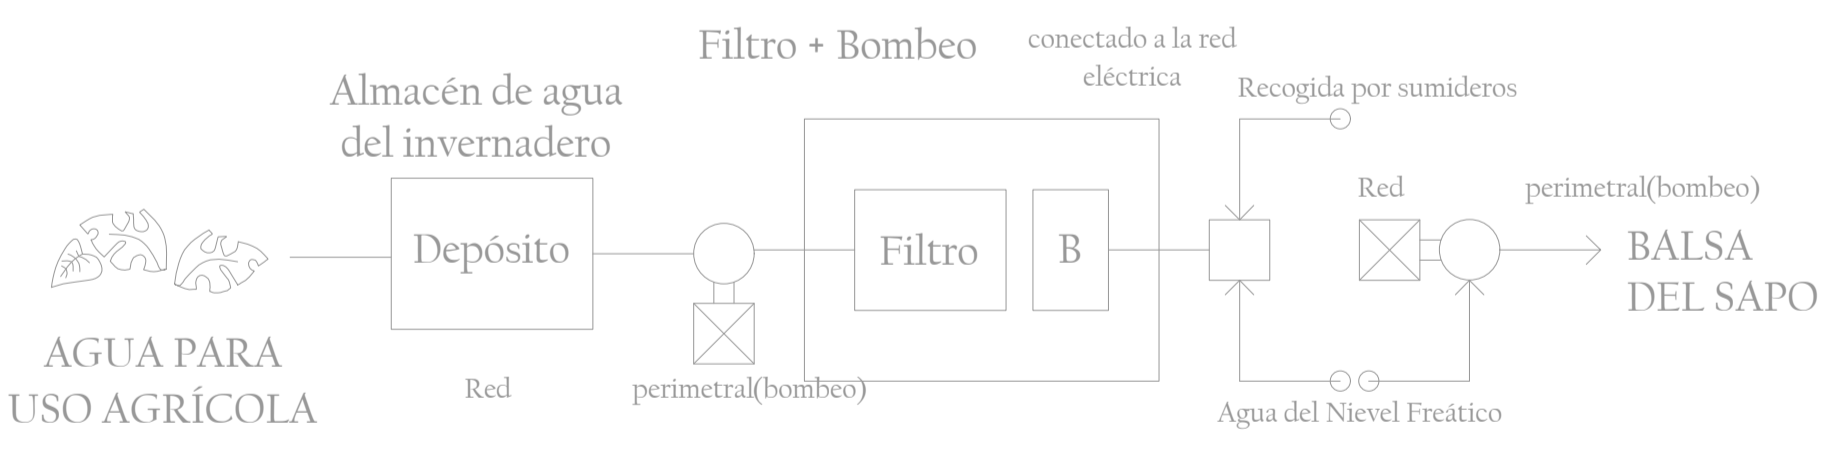 Filtro + Bombeo
conectado a la red
eléctrica
Almacén de agua
del invernadero
Recogida por sumideros
Red
perimetral(bombeo)
Depósito
Filtro
B
BALSA
DEL SAPO
AGUA PARA
USO AGRÍCOLA
Red
perimetral(bombeo)
Agua del Nievel Freático